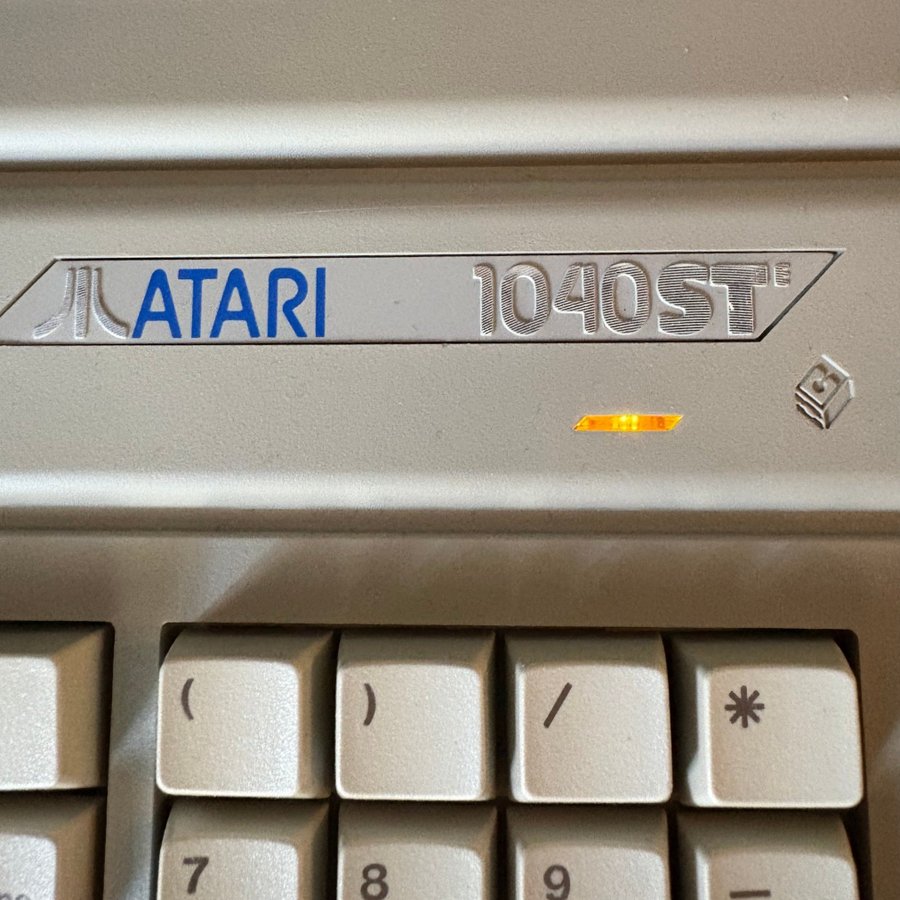 ATARI 1040STE
( ) / *
7 8 9 -